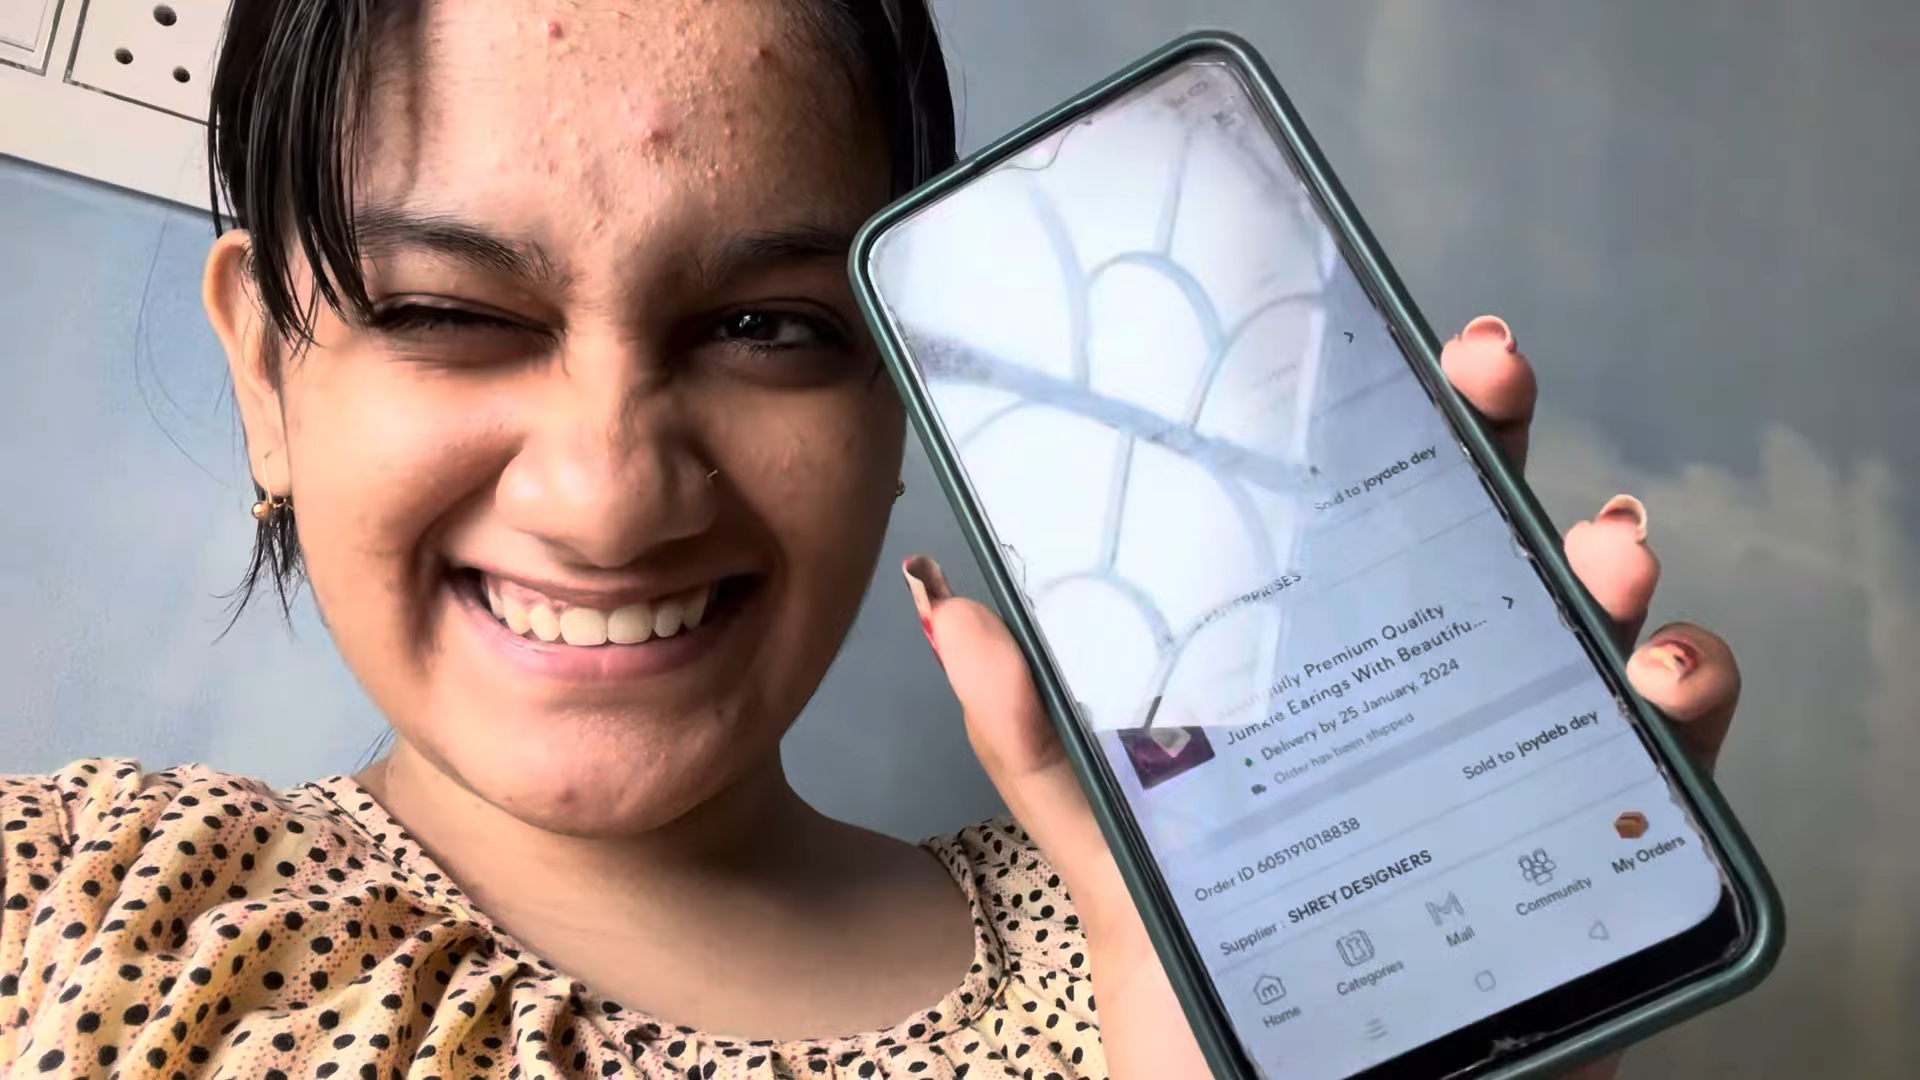 Sold to joydeb dey
Premium Quality
Jumkie Earings With Beautifu...
Delivery by 25 January, 2024
Order has been shipped
Sold to joydeb dey
Order ID 605191018838
Supplier : SHREY DESIGNERS
Home
Categories
Mall
Community
My Orders